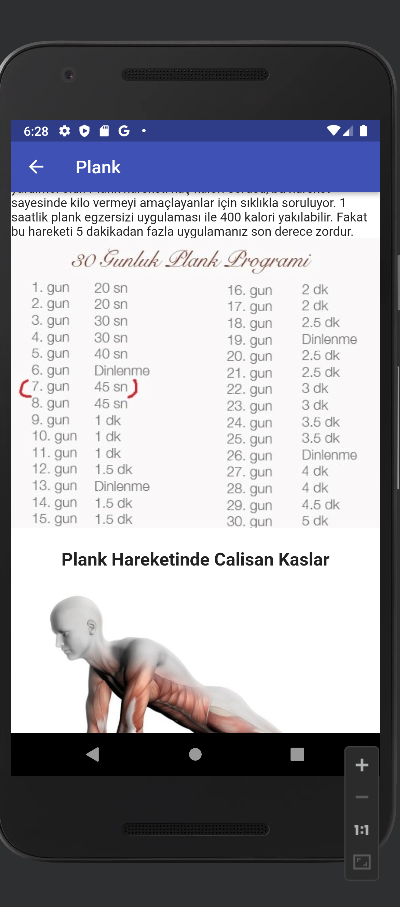 6:28
Plank
sayesinde kilo vermeyi amaçlayanlar için sıklıkla soruluyor. 1
saatlik plank egzersizi uygulaması ile 400 kalori yakılabilir. Fakat
bu hareketi 5 dakikadan fazla uygulamanız son derece zordur.
30 Gunluk Plank Programi
1. gun 20 sn
2. gun 20 sn
3. gun 30 sn
4. gun 30 sn
5. gun 40 sn
6. gun Dinlenme
7. gun 45 sn
8. gun 45 sn
9. gun 1 dk
10. gun 1 dk
11. gun 1 dk
12. gun 1.5 dk
13. gun Dinlenme
14. gun 1.5 dk
15. gun 1.5 dk
16. gun 2 dk
17. gun 2 dk
18. gun 2.5 dk
19. gun Dinlenme
20. gun 2.5 dk
21. gun 2.5 dk
22. gun 3 dk
23. gun 3 dk
24. gun 3.5 dk
25. gun 3.5 dk
26. gun Dinlenme
27. gun 4 dk
28. gun 4 dk
29. gun 4.5 dk
30. gun 5 dk
Plank Hareketinde Calisan Kaslar
1:1